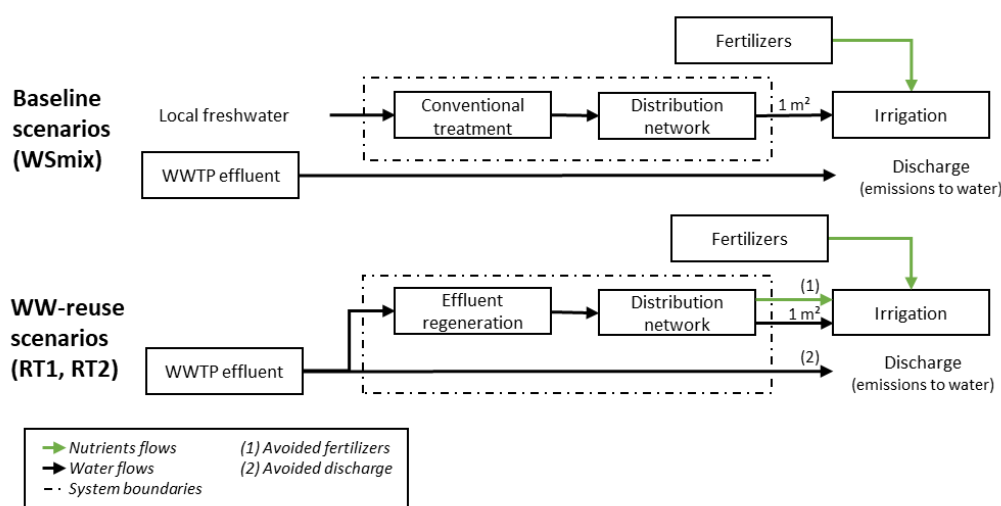 Fertilizers
Baseline
scenarios
(WSmix)
Local freshwater
Conventional
treatment
Distribution
network
1 m²
Irrigation
WWTP effluent
Discharge
(emissions to water)
Fertilizers
WW-reuse
scenarios
(RT1, RT2)
Effluent
regeneration
Distribution
network
(1)
1 m²
Irrigation
WWTP effluent
(2)
Discharge
(emissions to water)
Nutrients flows (1) Avoided fertilizers
Water flows (2) Avoided discharge
System boundaries